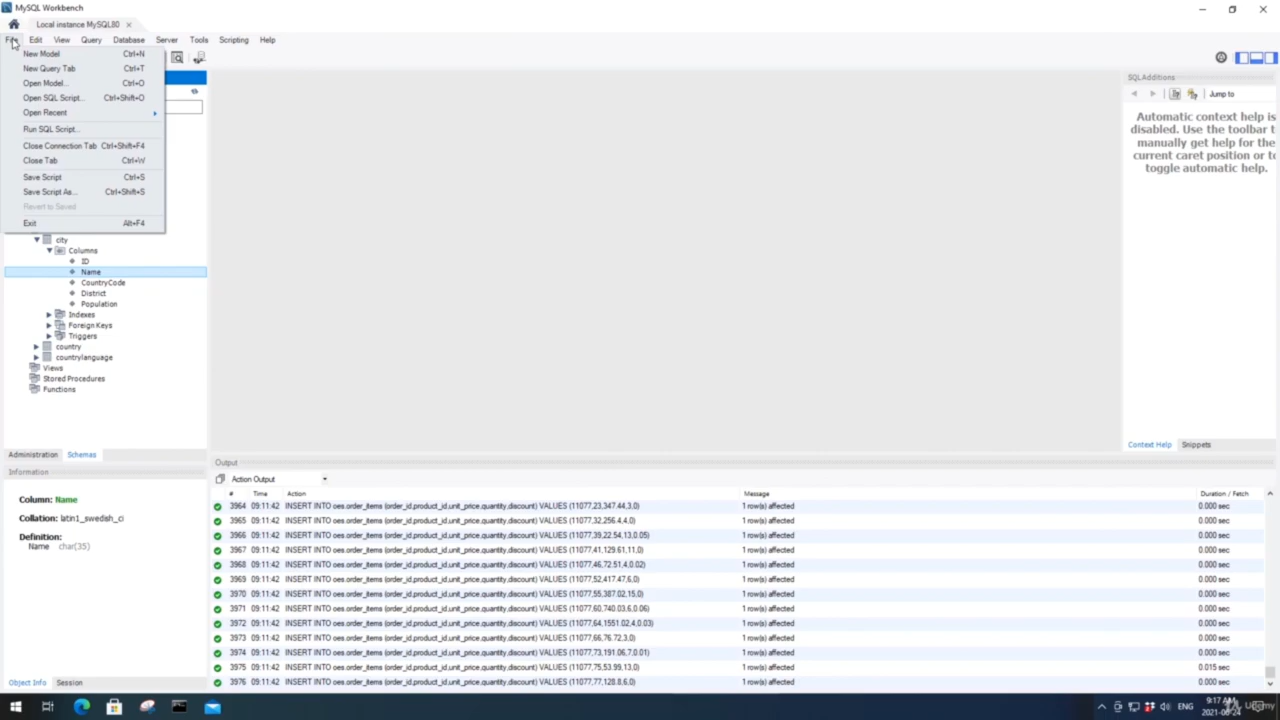 MySQL Workbench
Local instance MySQL80
File Edit View Query Database Server Tools Scripting Help
New Model Ctrl+N
New Query Tab Ctrl+T
Open Model... Ctrl+O
Open SQL Script... Ctrl+Shift+O
Open Recent
Run SQL Script...
Close Connection Tab Ctrl+Shift+F4
Close Tab Ctrl+W
Save Script Ctrl+S
Save Script As... Ctrl+Shift+S
Revert to Saved
Exit Alt+F4
city
Columns
ID
Name
CountryCode
District
Population
Indexes
Foreign Keys
Triggers
country
countrylanguage
Views
Stored Procedures
Functions
Administration Schemas
Information
Column: Name
Collation: latin1_swedish_ci
Definition:
Name char(35)
Object Info Session
SQLAdditions
Jump to
Automatic context help is
disabled. Use the toolbar t
manually get help for the
current caret position or to
toggle automatic help.
Context Help Snippets
Output
Action Output
# Time Action Message Duration / Fetch
3964 09:11:42 INSERT INTO oes.order_items (order_id,product_id,unit_price,quantity,discount) VALUES (11077,23,347.44,3,0) 1 row(s) affected 0.000 sec
3965 09:11:42 INSERT INTO oes.order_items (order_id,product_id,unit_price,quantity,discount) VALUES (11077,32,256.4,4,0) 1 row(s) affected 0.000 sec
3966 09:11:42 INSERT INTO oes.order_items (order_id,product_id,unit_price,quantity,discount) VALUES (11077,39,22.54,13,0.05) 1 row(s) affected 0.000 sec
3967 09:11:42 INSERT INTO oes.order_items (order_id,product_id,unit_price,quantity,discount) VALUES (11077,41,129.61,11,0) 1 row(s) affected 0.000 sec
3968 09:11:42 INSERT INTO oes.order_items (order_id,product_id,unit_price,quantity,discount) VALUES (11077,46,72.51,4,0.02) 1 row(s) affected 0.000 sec
3969 09:11:42 INSERT INTO oes.order_items (order_id,product_id,unit_price,quantity,discount) VALUES (11077,52,417.47,6,0) 1 row(s) affected 0.000 sec
3970 09:11:42 INSERT INTO oes.order_items (order_id,product_id,unit_price,quantity,discount) VALUES (11077,55,387.02,15,0) 1 row(s) affected 0.000 sec
3971 09:11:42 INSERT INTO oes.order_items (order_id,product_id,unit_price,quantity,discount) VALUES (11077,60,740.03,6,0.06) 1 row(s) affected 0.000 sec
3972 09:11:42 INSERT INTO oes.order_items (order_id,product_id,unit_price,quantity,discount) VALUES (11077,64,1551.02,4,0.03) 1 row(s) affected 0.000 sec
3973 09:11:42 INSERT INTO oes.order_items (order_id,product_id,unit_price,quantity,discount) VALUES (11077,66,76.72,3,0) 1 row(s) affected 0.000 sec
3974 09:11:42 INSERT INTO oes.order_items (order_id,product_id,unit_price,quantity,discount) VALUES (11077,73,191.06,7,0.01) 1 row(s) affected 0.000 sec
3975 09:11:42 INSERT INTO oes.order_items (order_id,product_id,unit_price,quantity,discount) VALUES (11077,75,53.99,13,0) 1 row(s) affected 0.015 sec
3976 09:11:42 INSERT INTO oes.order_items (order_id,product_id,unit_price,quantity,discount) VALUES (11077,77,128.8,6,0) 1 row(s) affected 0.000 sec
ENG
9:17 AM
2021-06-24
Udemy